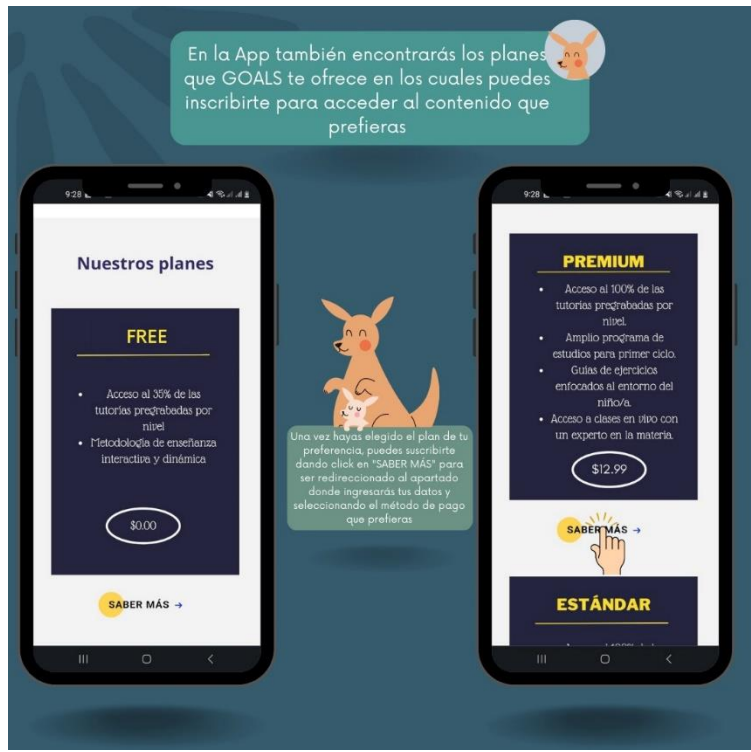 En la App también encontrarás los planes
que GOALS te ofrece en los cuales puedes
inscribirte para acceder al contenido que
prefieras
9:28
Nuestros planes
FREE
• Acceso al 35% de las
tutorias pregrabadas por
nivel
• Metodología de enseñanza
interactiva y dinámica
$0.00
SABER MÁS →
Una vez hayas elegido el plan de tu
preferencia, puedes suscribirte
dando click en "SABER MÁS" para
ser redireccionado al apartado
donde ingresarás tus datos y
seleccionando el método de pago
que prefieras
9:28
PREMIUM
• Acceso al 100% de las
tutorias pregrabadas por
nivel.
• Amplio programa de
estudios para primer ciclo.
• Guias de ejercicios
enfocados al entorno del
niño/a.
• Acceso a clases en vivo con
un experto en la materia.
$12.99
SABER MÁS →
ESTÁNDAR